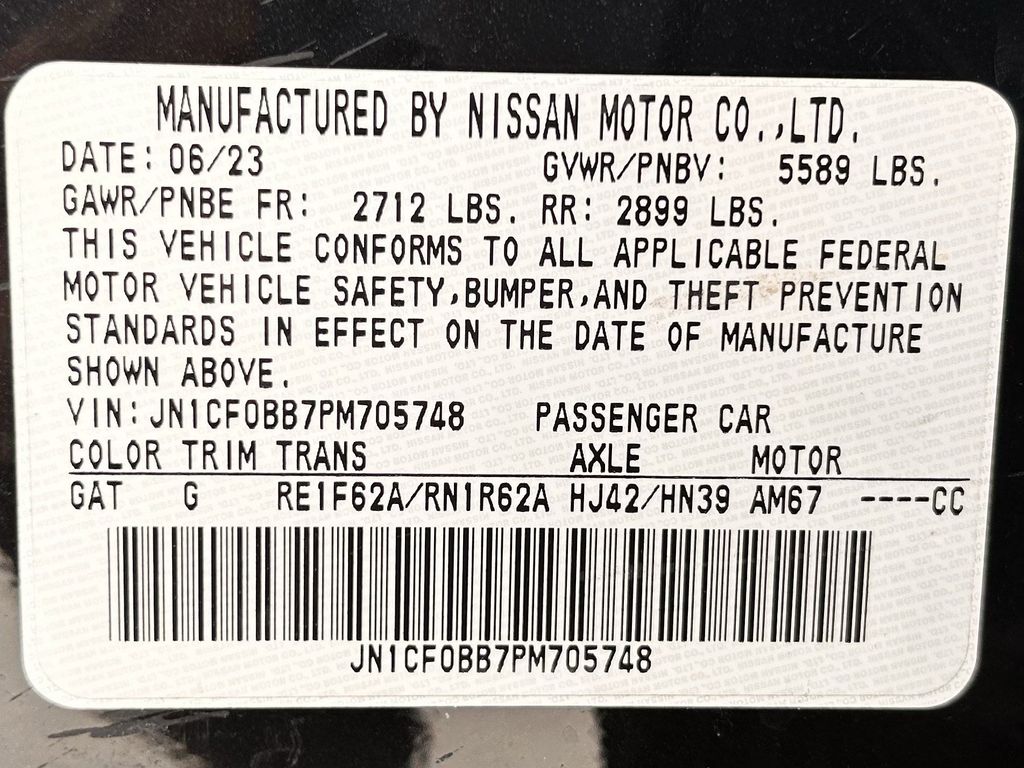 MANUFACTURED BY NISSAN MOTOR CO.,LTD.
DATE: 06/23 GVWR/PNBV: 5589 LBS.
GAWR/PNBE FR: 2712 LBS. RR: 2899 LBS.
THIS VEHICLE CONFORMS TO ALL APPLICABLE FEDERAL
MOTOR VEHICLE SAFETY,BUMPER,AND THEFT PREVENTION
STANDARDS IN EFFECT ON THE DATE OF MANUFACTURE
SHOWN ABOVE.
VIN:JN1CF0BB7PM705748 PASSENGER CAR
COLOR TRIM TRANS AXLE MOTOR
GAT G RE1F62A/RN1R62A HJ42/HN39 AM67 ----CC
JN1CF0BB7PM705748